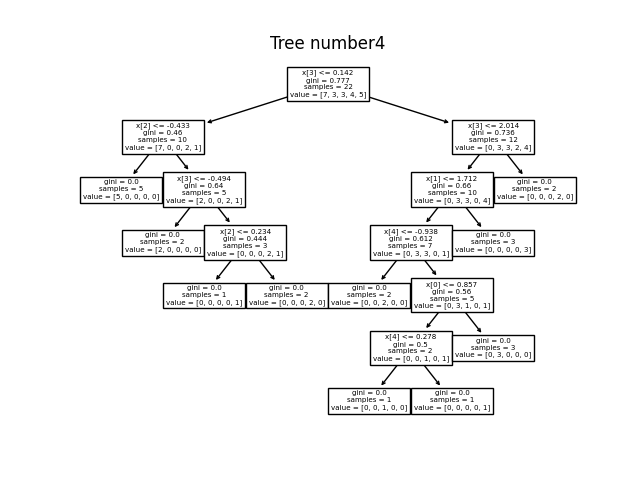 Tree number4
x[3] <= 0.142
gini = 0.777
samples = 22
value = [7, 3, 3, 4, 5]
x[2] <= -0.433
gini = 0.46
samples = 10
value = [7, 0, 0, 2, 1]
x[3] <= 2.014
gini = 0.736
samples = 12
value = [0, 3, 3, 2, 4]
gini = 0.0
samples = 5
value = [5, 0, 0, 0, 0]
x[3] <= -0.494
gini = 0.64
samples = 5
value = [2, 0, 0, 2, 1]
x[1] <= 1.712
gini = 0.66
samples = 10
value = [0, 3, 3, 0, 4]
gini = 0.0
samples = 2
value = [0, 0, 0, 2, 0]
gini = 0.0
samples = 2
value = [2, 0, 0, 0, 0]
x[2] <= 0.234
gini = 0.444
samples = 3
value = [0, 0, 0, 2, 1]
x[4] <= -0.938
gini = 0.612
samples = 7
value = [0, 3, 3, 0, 1]
gini = 0.0
samples = 3
value = [0, 0, 0, 0, 3]
gini = 0.0
samples = 1
value = [0, 0, 0, 0, 1]
gini = 0.0
samples = 2
value = [0, 0, 0, 2, 0]
gini = 0.0
samples = 2
value = [0, 0, 2, 0, 0]
x[0] <= 0.857
gini = 0.56
samples = 5
value = [0, 3, 1, 0, 1]
x[4] <= 0.278
gini = 0.5
samples = 2
value = [0, 0, 1, 0, 1]
gini = 0.0
samples = 3
value = [0, 3, 0, 0, 0]
gini = 0.0
samples = 1
value = [0, 0, 1, 0, 0]
gini = 0.0
samples = 1
value = [0, 0, 0, 0, 1]